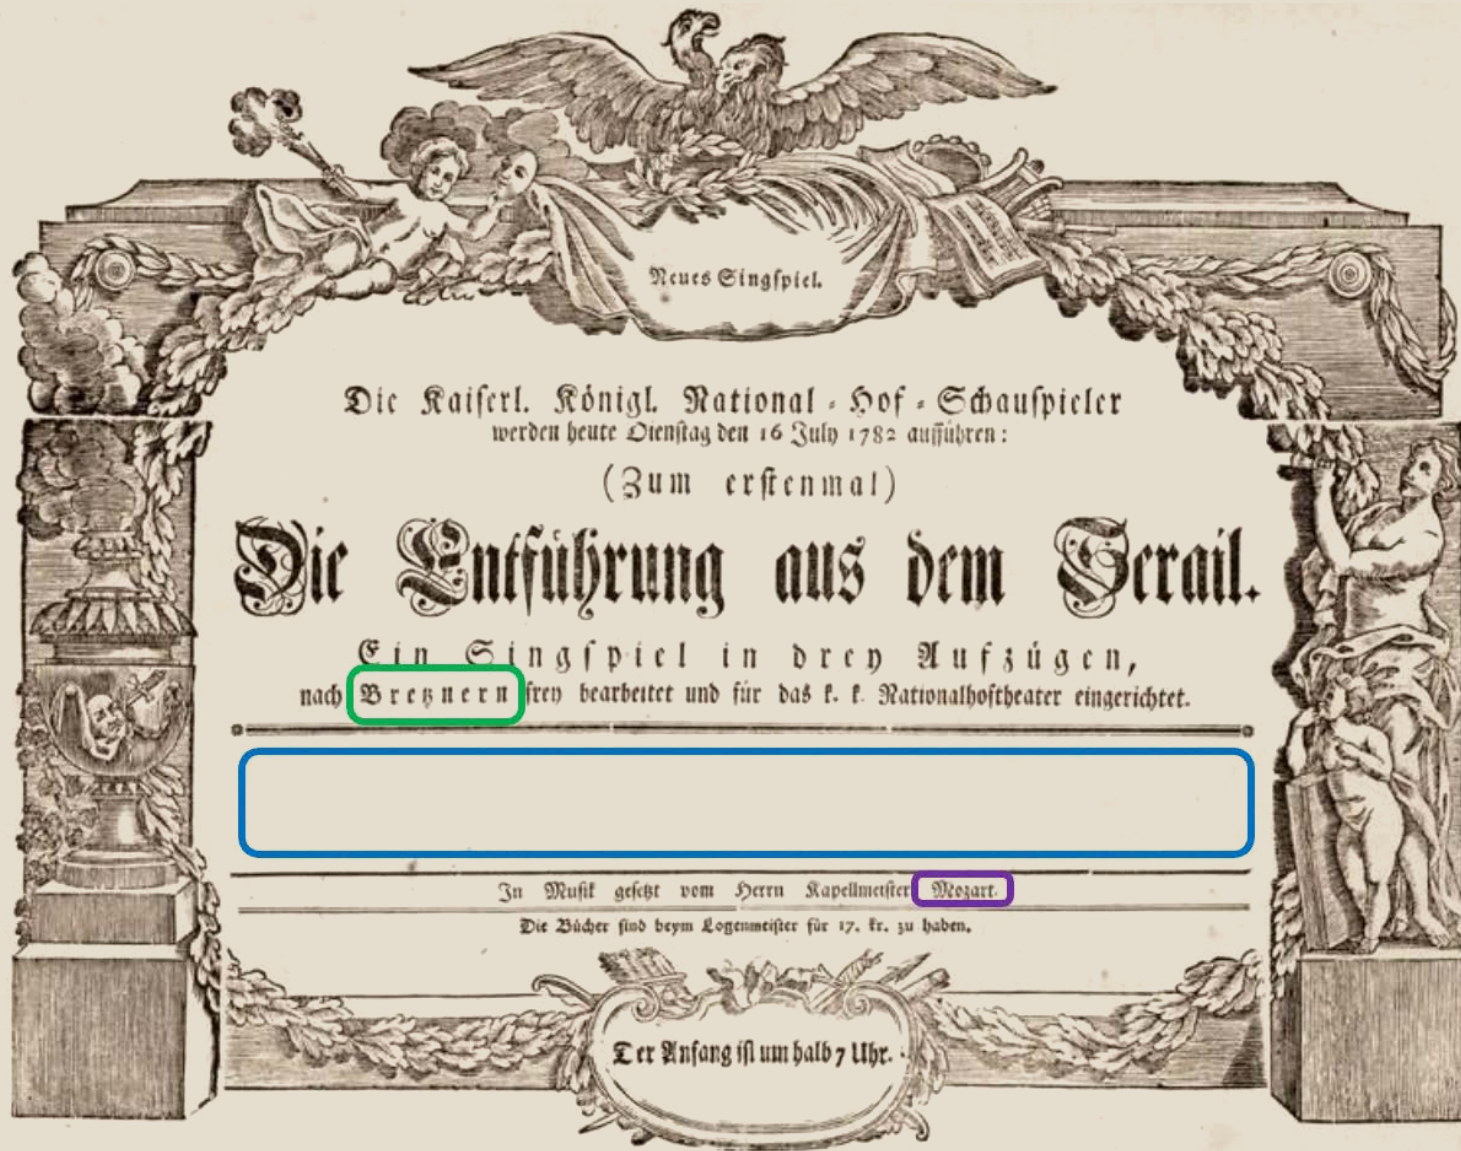 Neues Singspiel.
Die Kaiserl. Königl. National-Hof-Schauspieler
werden heute Dienstag den 16 July 1782 aufführen:
(Zum erstenmal)
Die Entführung aus dem Serail.
Ein Singspiel in drey Aufzügen,
nach Bretznern frey bearbeitet und für das k. k. Nationalhoftheater eingerichtet.
In Musik gesetzt vom Herrn Kapellmeister Mozart.
Die Bücher sind beym Logenmeister für 17. kr. zu haben.
Der Anfang ist um halb 7 Uhr.